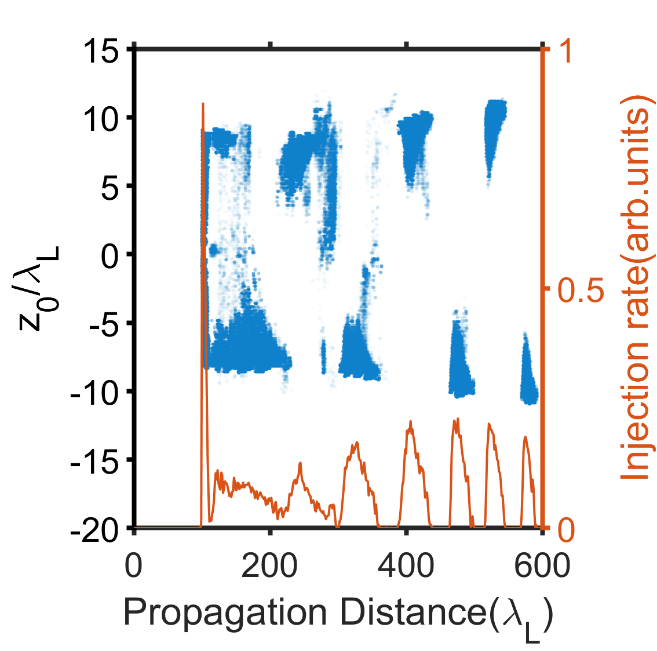 15
10
5
0
-5
-10
-15
-20
z0/λL
1
0.5
0
Injection rate(arb.units)
0 200 400 600
Propagation Distance(λL)